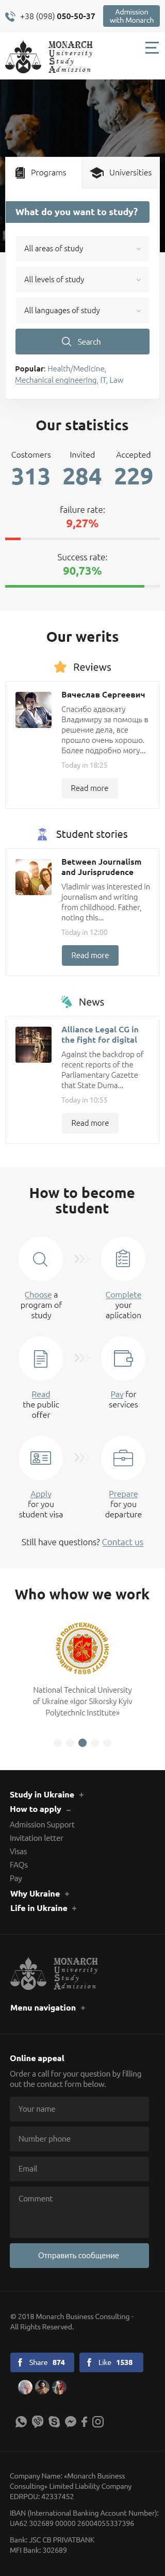 +38 (098) 050-50-37
Admission
with Monarch
MONARCH
University
Study
Admission
Programs
Universities
What do you want to study?
All areas of study
All levels of study
All languages of study
Search
Popular: Health/Medicine,
Mechanical engineering, IT, Law
Our statistics
Costomers Invited Accepted
313 284 229
failure rate:
9,27%
Success rate:
90,73%
Our werits
Reviews
Вячеслав Сергеевич
Спасибо адвокату
Владимиру за помощь в
решение дела, все
прошло очень хорошо.
Более подробно могу...
Today in 18:25
Read more
Student stories
Between Journalism
and Jurisprudence
Vladimir was interested in
journalism and writing
from childhood. Father,
noting this...
Today in 12:00
Read more
News
Alliance Legal CG in
the fight for digital
Against the backdrop of
recent reports of the
Parliamentary Gazette
that State Duma...
Today in 10:55
Read more
How to become
student
Choose a
program of
study
Complete
your
aplication
Read
the public
offer
Pay for
services
Apply
for you
student visa
Prepare
for you
departure
Still have questions? Contact us
Who whow we work
National Technical University
of Ukraine «Igor Sikorsky Kyiv
Polytechnic Institute»
Study in Ukraine +
How to apply –
Admission Support
Invitation letter
Visas
FAQs
Pay
Why Ukraine +
Life in Ukraine +
MONARCH
University
Study
Admission
Menu navigation +
Online appeal
Order a call for your question by filling
out the contact form below.
Your name
Number phone
Email
Comment
Отправить сообщение
© 2018 Monarch Business Consulting -
All Rights Reserved.
Share 874
Like 1538
Company Name: «Monarch Business
Consulting» Limited Liability Company
EDRPOU: 42337452
IBAN (International Banking Account Number):
UA62 302689 00000 26004055337396
Bank: JSC CB PRIVATBANK
MFI Bank: 302689